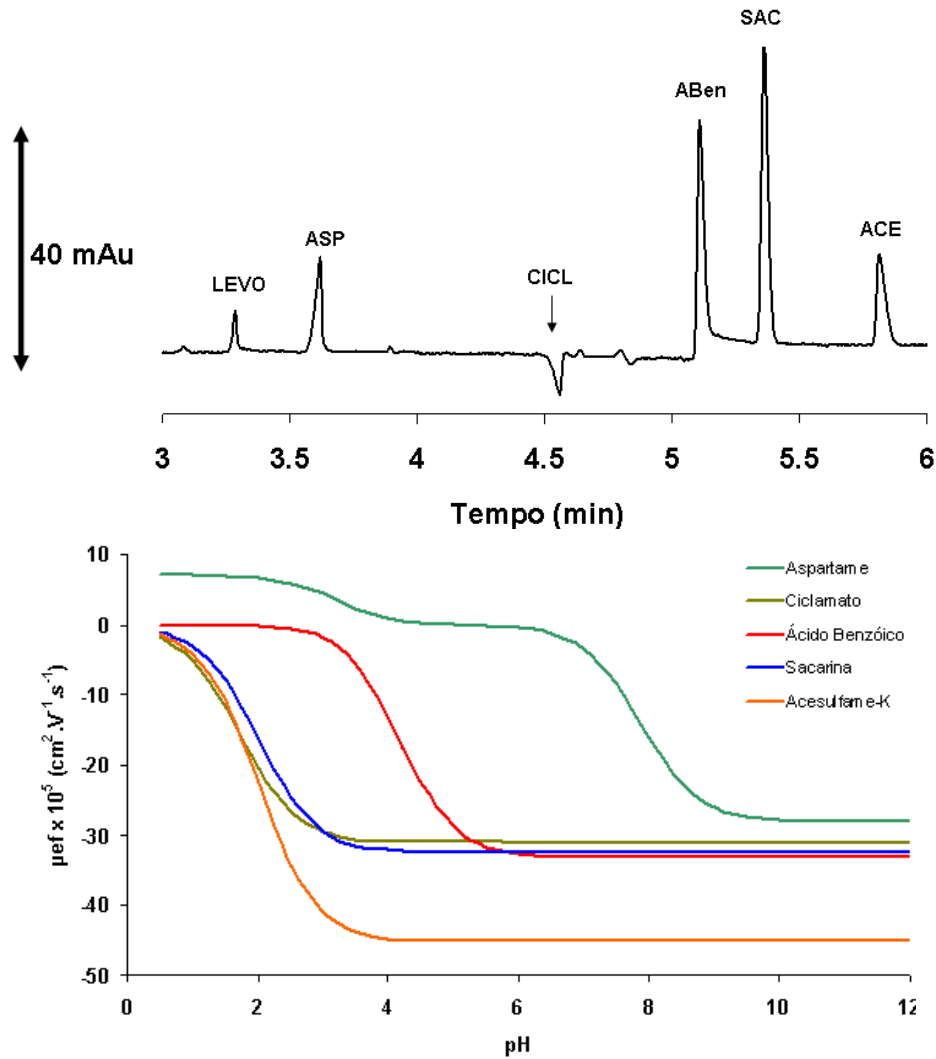 SAC
ABen
40 mAu
ASP
ACE
LEVO
CICL
3 3.5 4 4.5 5 5.5 6
Tempo (min)
10
0
-10
-20
-30
-40
-50
µef x 10⁵ (cm².V⁻¹.s⁻¹)
Aspartame
Ciclamato
Ácido Benzóico
Sacarina
Acesulfame-K
0 2 4 6 8 10 12
pH